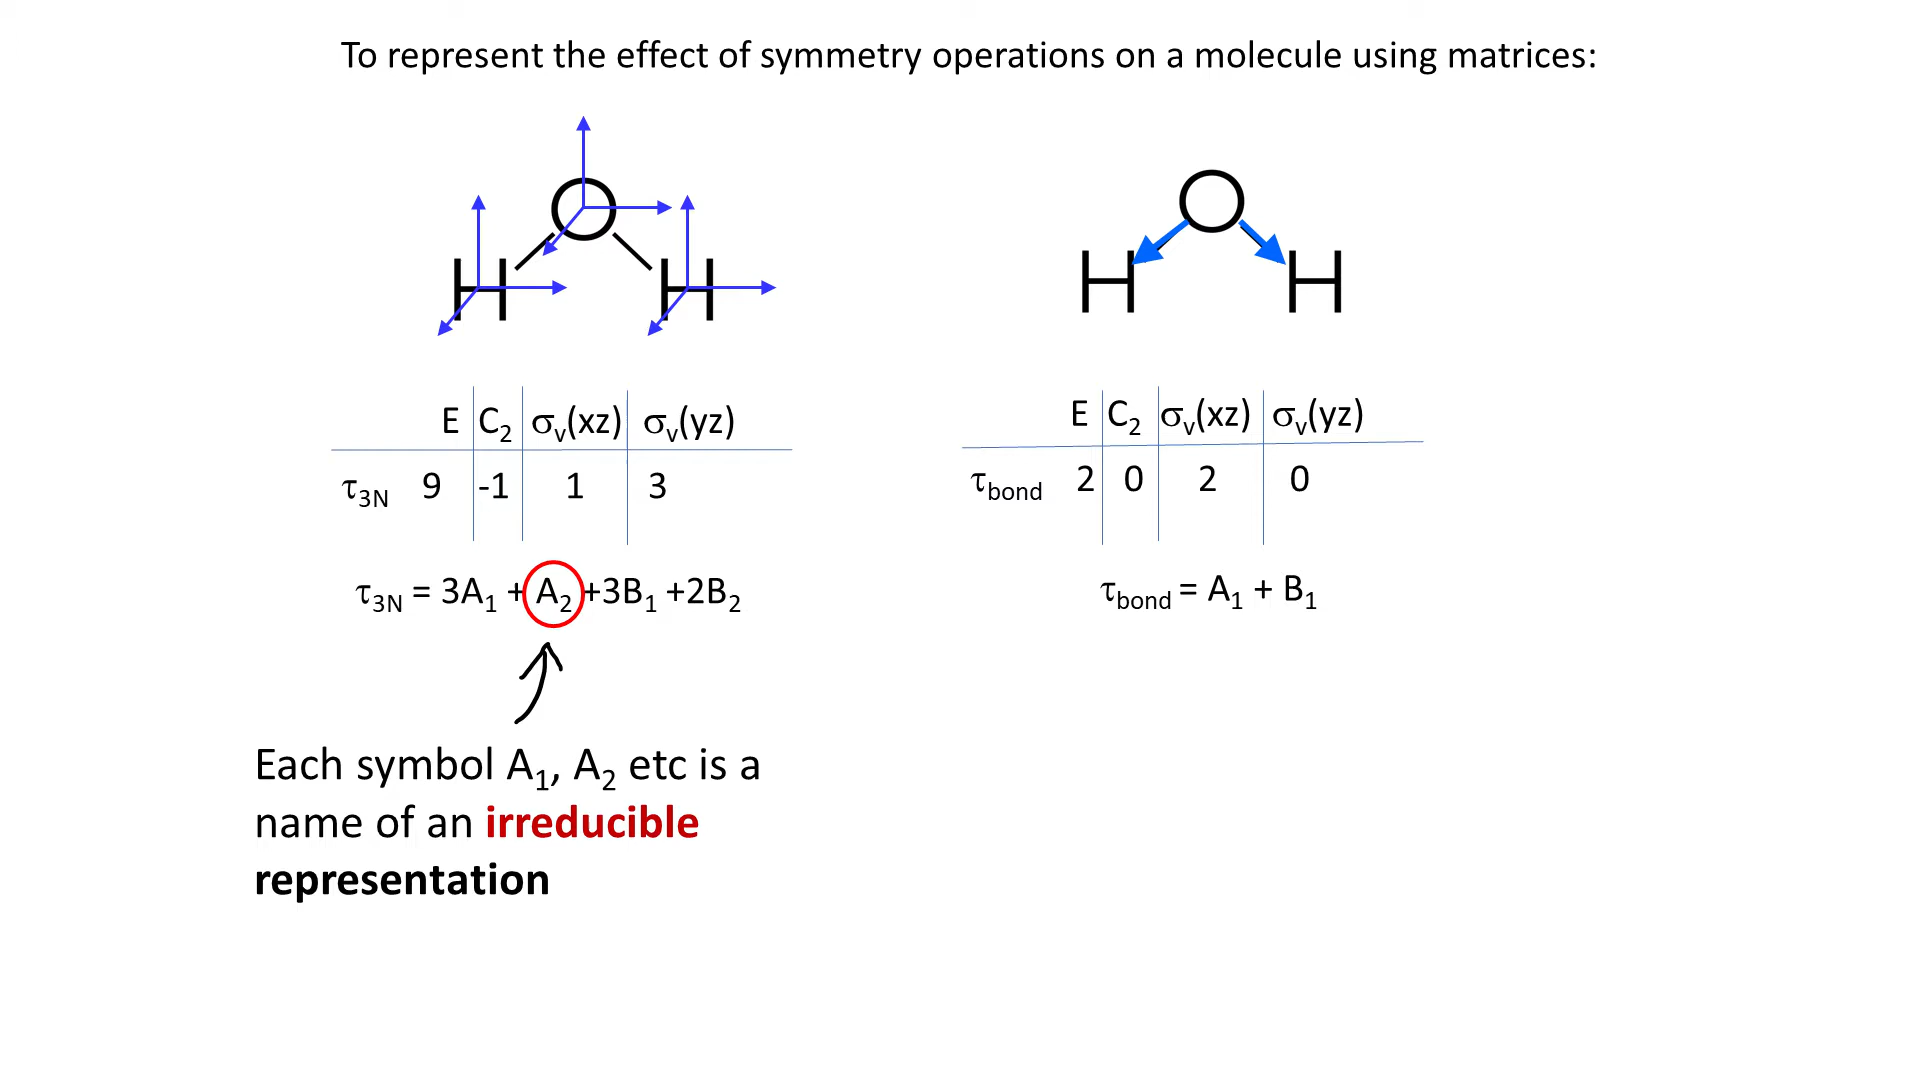 To represent the effect of symmetry operations on a molecule using matrices:
O
H H
O
H H
E C₂ σᵥ(xz) σᵥ(yz)
τ₃N 9 -1 1 3
τ₃N = 3A₁ + A₂ +3B₁ +2B₂
E C₂ σᵥ(xz) σᵥ(yz)
τbond 2 0 2 0
τbond = A₁ + B₁
Each symbol A₁, A₂ etc is a
name of an irreducible
representation